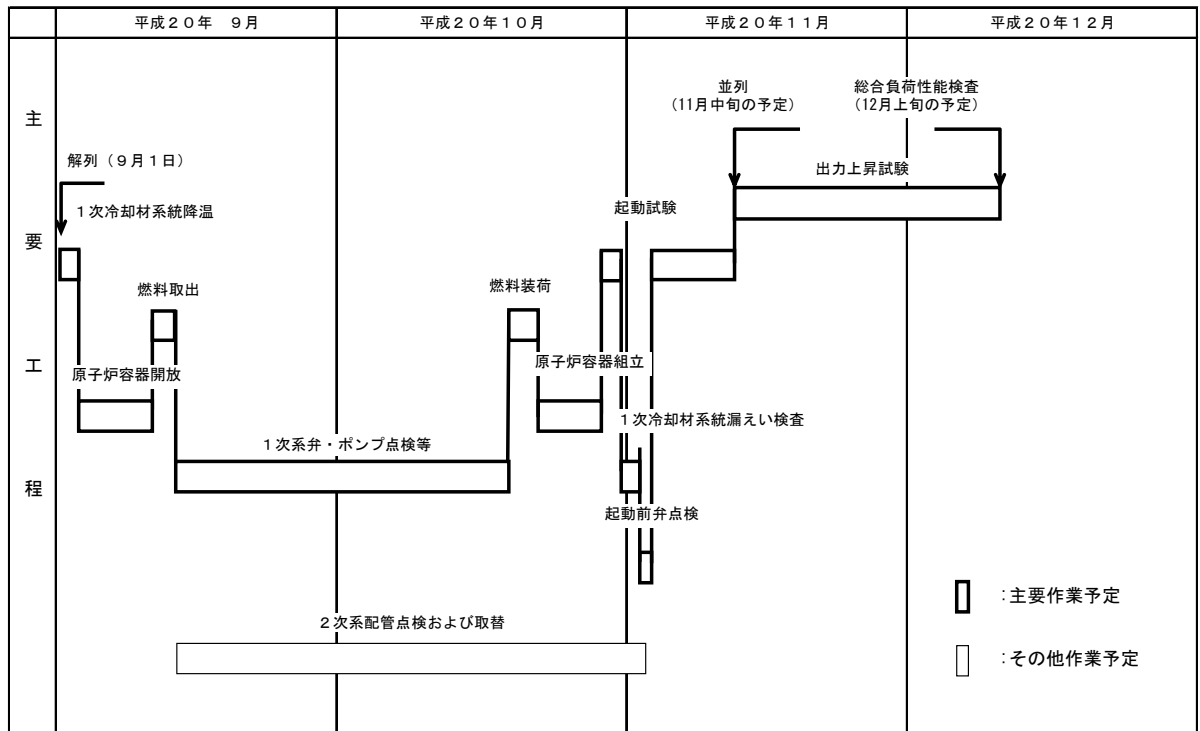 平成２０年　９月
平成２０年１０月
平成２０年１１月
平成２０年１２月
主要工程
並列
（11月中旬の予定）
総合負荷性能検査
（12月上旬の予定）
解列（９月１日）
出力上昇試験
１次冷却材系統降温
起動試験
燃料取出
燃料装荷
原子炉容器開放
原子炉容器組立
１次冷却材系統漏えい検査
１次系弁・ポンプ点検等
起動前弁点検
：主要作業予定
２次系配管点検および取替
：その他作業予定